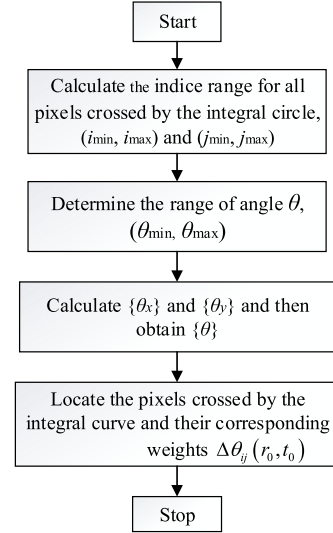 Start
Calculate the indice range for all
pixels crossed by the integral circle,
(imin, imax) and (jmin, jmax)
Determine the range of angle θ,
(θmin, θmax)
Calculate {θx} and {θy} and then
obtain {θ}
Locate the pixels crossed by the
integral curve and their corresponding
weights Δθij (r0, t0)
Stop